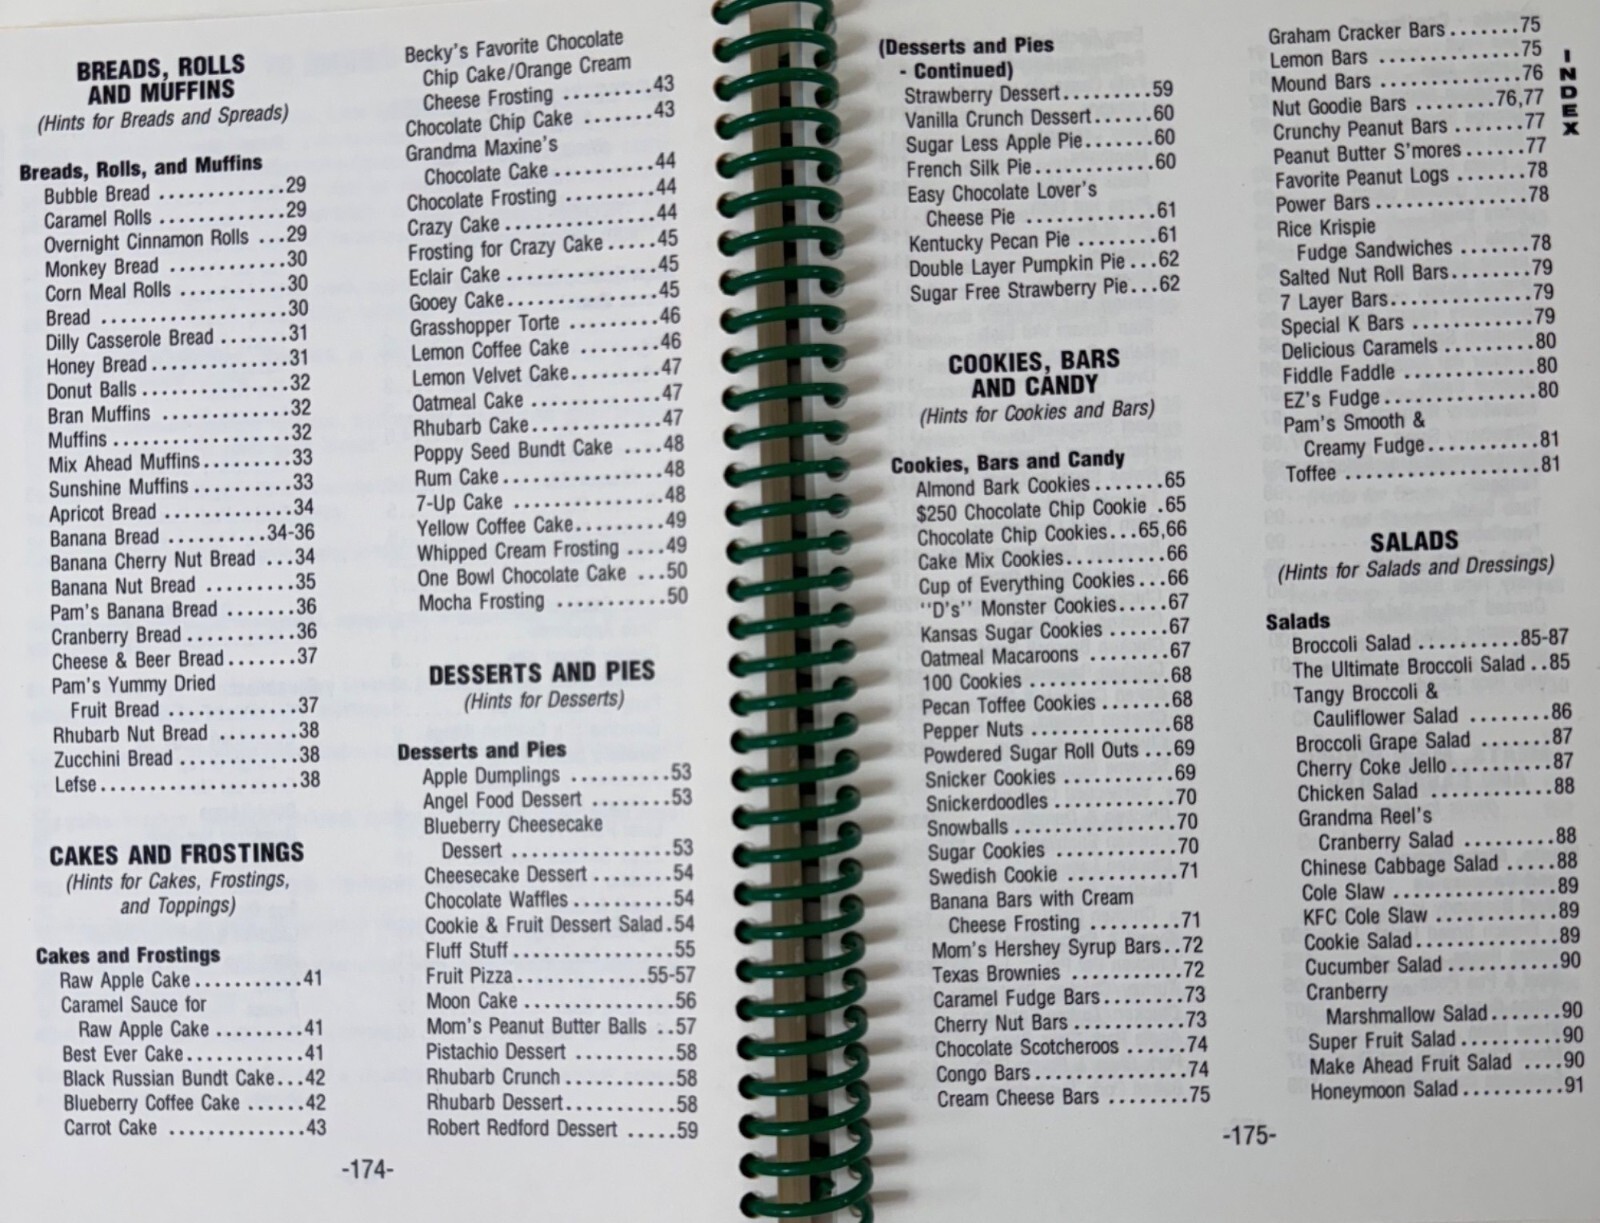 BREADS, ROLLS
AND MUFFINS
(Hints for Breads and Spreads)
Breads, Rolls, and Muffins
Bubble Bread .............29
Caramel Rolls .............29
Overnight Cinnamon Rolls ...29
Monkey Bread ............30
Corn Meal Rolls ...........30
Bread ....................30
Dilly Casserole Bread .......31
Honey Bread..............31
Donut Balls...............32
Bran Muffins .............32
Muffins..................32
Mix Ahead Muffins.........33
Sunshine Muffins ..........33
Apricot Bread .............34
Banana Bread ..........34-36
Banana Cherry Nut Bread ...34
Banana Nut Bread .........35
Pam's Banana Bread .......36
Cranberry Bread...........36
Cheese & Beer Bread.......37
Pam's Yummy Dried
Fruit Bread .............37
Rhubarb Nut Bread ........38
Zucchini Bread ............38
Lefse....................38
CAKES AND FROSTINGS
(Hints for Cakes, Frostings,
and Toppings)
Cakes and Frostings
Raw Apple Cake...........41
Caramel Sauce for
Raw Apple Cake .........41
Best Ever Cake............41
Black Russian Bundt Cake...42
Blueberry Coffee Cake ......42
Carrot Cake ..............43
Becky's Favorite Chocolate
Chip Cake/Orange Cream
Cheese Frosting .........43
Chocolate Chip Cake .......43
Grandma Maxine's
Chocolate Cake ..........44
Chocolate Frosting .........44
Crazy Cake ...............44
Frosting for Crazy Cake .....45
Eclair Cake ...............45
Gooey Cake...............45
Grasshopper Torte .........46
Lemon Coffee Cake ........46
Lemon Velvet Cake.........47
Oatmeal Cake .............47
Rhubarb Cake.............47
Poppy Seed Bundt Cake ....48
Rum Cake................48
7-Up Cake ...............48
Yellow Coffee Cake.........49
Whipped Cream Frosting ....49
One Bowl Chocolate Cake ...50
Mocha Frosting ...........50
DESSERTS AND PIES
(Hints for Desserts)
Desserts and Pies
Apple Dumplings ..........53
Angel Food Dessert ........53
Blueberry Cheesecake
Dessert ................53
Cheesecake Dessert ........54
Chocolate Waffles ..........54
Cookie & Fruit Dessert Salad.54
Fluff Stuff................55
Fruit Pizza.............55-57
Moon Cake...............56
Mom's Peanut Butter Balls ..57
Pistachio Dessert ..........58
Rhubarb Crunch...........58
Rhubarb Dessert...........58
Robert Redford Dessert .....59
-174-
(Desserts and Pies
- Continued)
Strawberry Dessert.........59
Vanilla Crunch Dessert......60
Sugar Less Apple Pie.......60
French Silk Pie............60
Easy Chocolate Lover's
Cheese Pie .............61
Kentucky Pecan Pie ........61
Double Layer Pumpkin Pie...62
Sugar Free Strawberry Pie...62
COOKIES, BARS
AND CANDY
(Hints for Cookies and Bars)
Cookies, Bars and Candy
Almond Bark Cookies.......65
$250 Chocolate Chip Cookie .65
Chocolate Chip Cookies...65,66
Cake Mix Cookies..........66
Cup of Everything Cookies...66
"D's" Monster Cookies.....67
Kansas Sugar Cookies ......67
Oatmeal Macaroons ........67
100 Cookies ..............68
Pecan Toffee Cookies .......68
Pepper Nuts ..............68
Powdered Sugar Roll Outs ...69
Snicker Cookies ...........69
Snickerdoodles ............70
Snowballs ................70
Sugar Cookies ............70
Swedish Cookie ...........71
Banana Bars with Cream
Cheese Frosting .........71
Mom's Hershey Syrup Bars..72
Texas Brownies ...........72
Caramel Fudge Bars........73
Cherry Nut Bars ...........73
Chocolate Scotcheroos ......74
Congo Bars...............74
Cream Cheese Bars ........75
Graham Cracker Bars.......75
Lemon Bars ..............75
Mound Bars ..............76
Nut Goodie Bars ........76,77
Crunchy Peanut Bars .......77
Peanut Butter S'mores ......77
Favorite Peanut Logs .......78
Power Bars...............78
Rice Krispie
Fudge Sandwiches .......78
Salted Nut Roll Bars........79
7 Layer Bars..............79
Special K Bars ............79
Delicious Caramels .........80
Fiddle Faddle .............80
EZ's Fudge...............80
Pam's Smooth &
Creamy Fudge..........81
Toffee ...................81
SALADS
(Hints for Salads and Dressings)
Salads
Broccoli Salad ..........85-87
The Ultimate Broccoli Salad ..85
Tangy Broccoli &
Cauliflower Salad ........86
Broccoli Grape Salad .......87
Cherry Coke Jello..........87
Chicken Salad ............88
Grandma Reel's
Cranberry Salad .........88
Chinese Cabbage Salad .....88
Cole Slaw ................89
KFC Cole Slaw ............89
Cookie Salad..............89
Cucumber Salad ...........90
Cranberry
Marshmallow Salad.......90
Super Fruit Salad..........90
Make Ahead Fruit Salad ....90
Honeymoon Salad..........91
-175-
INDEX